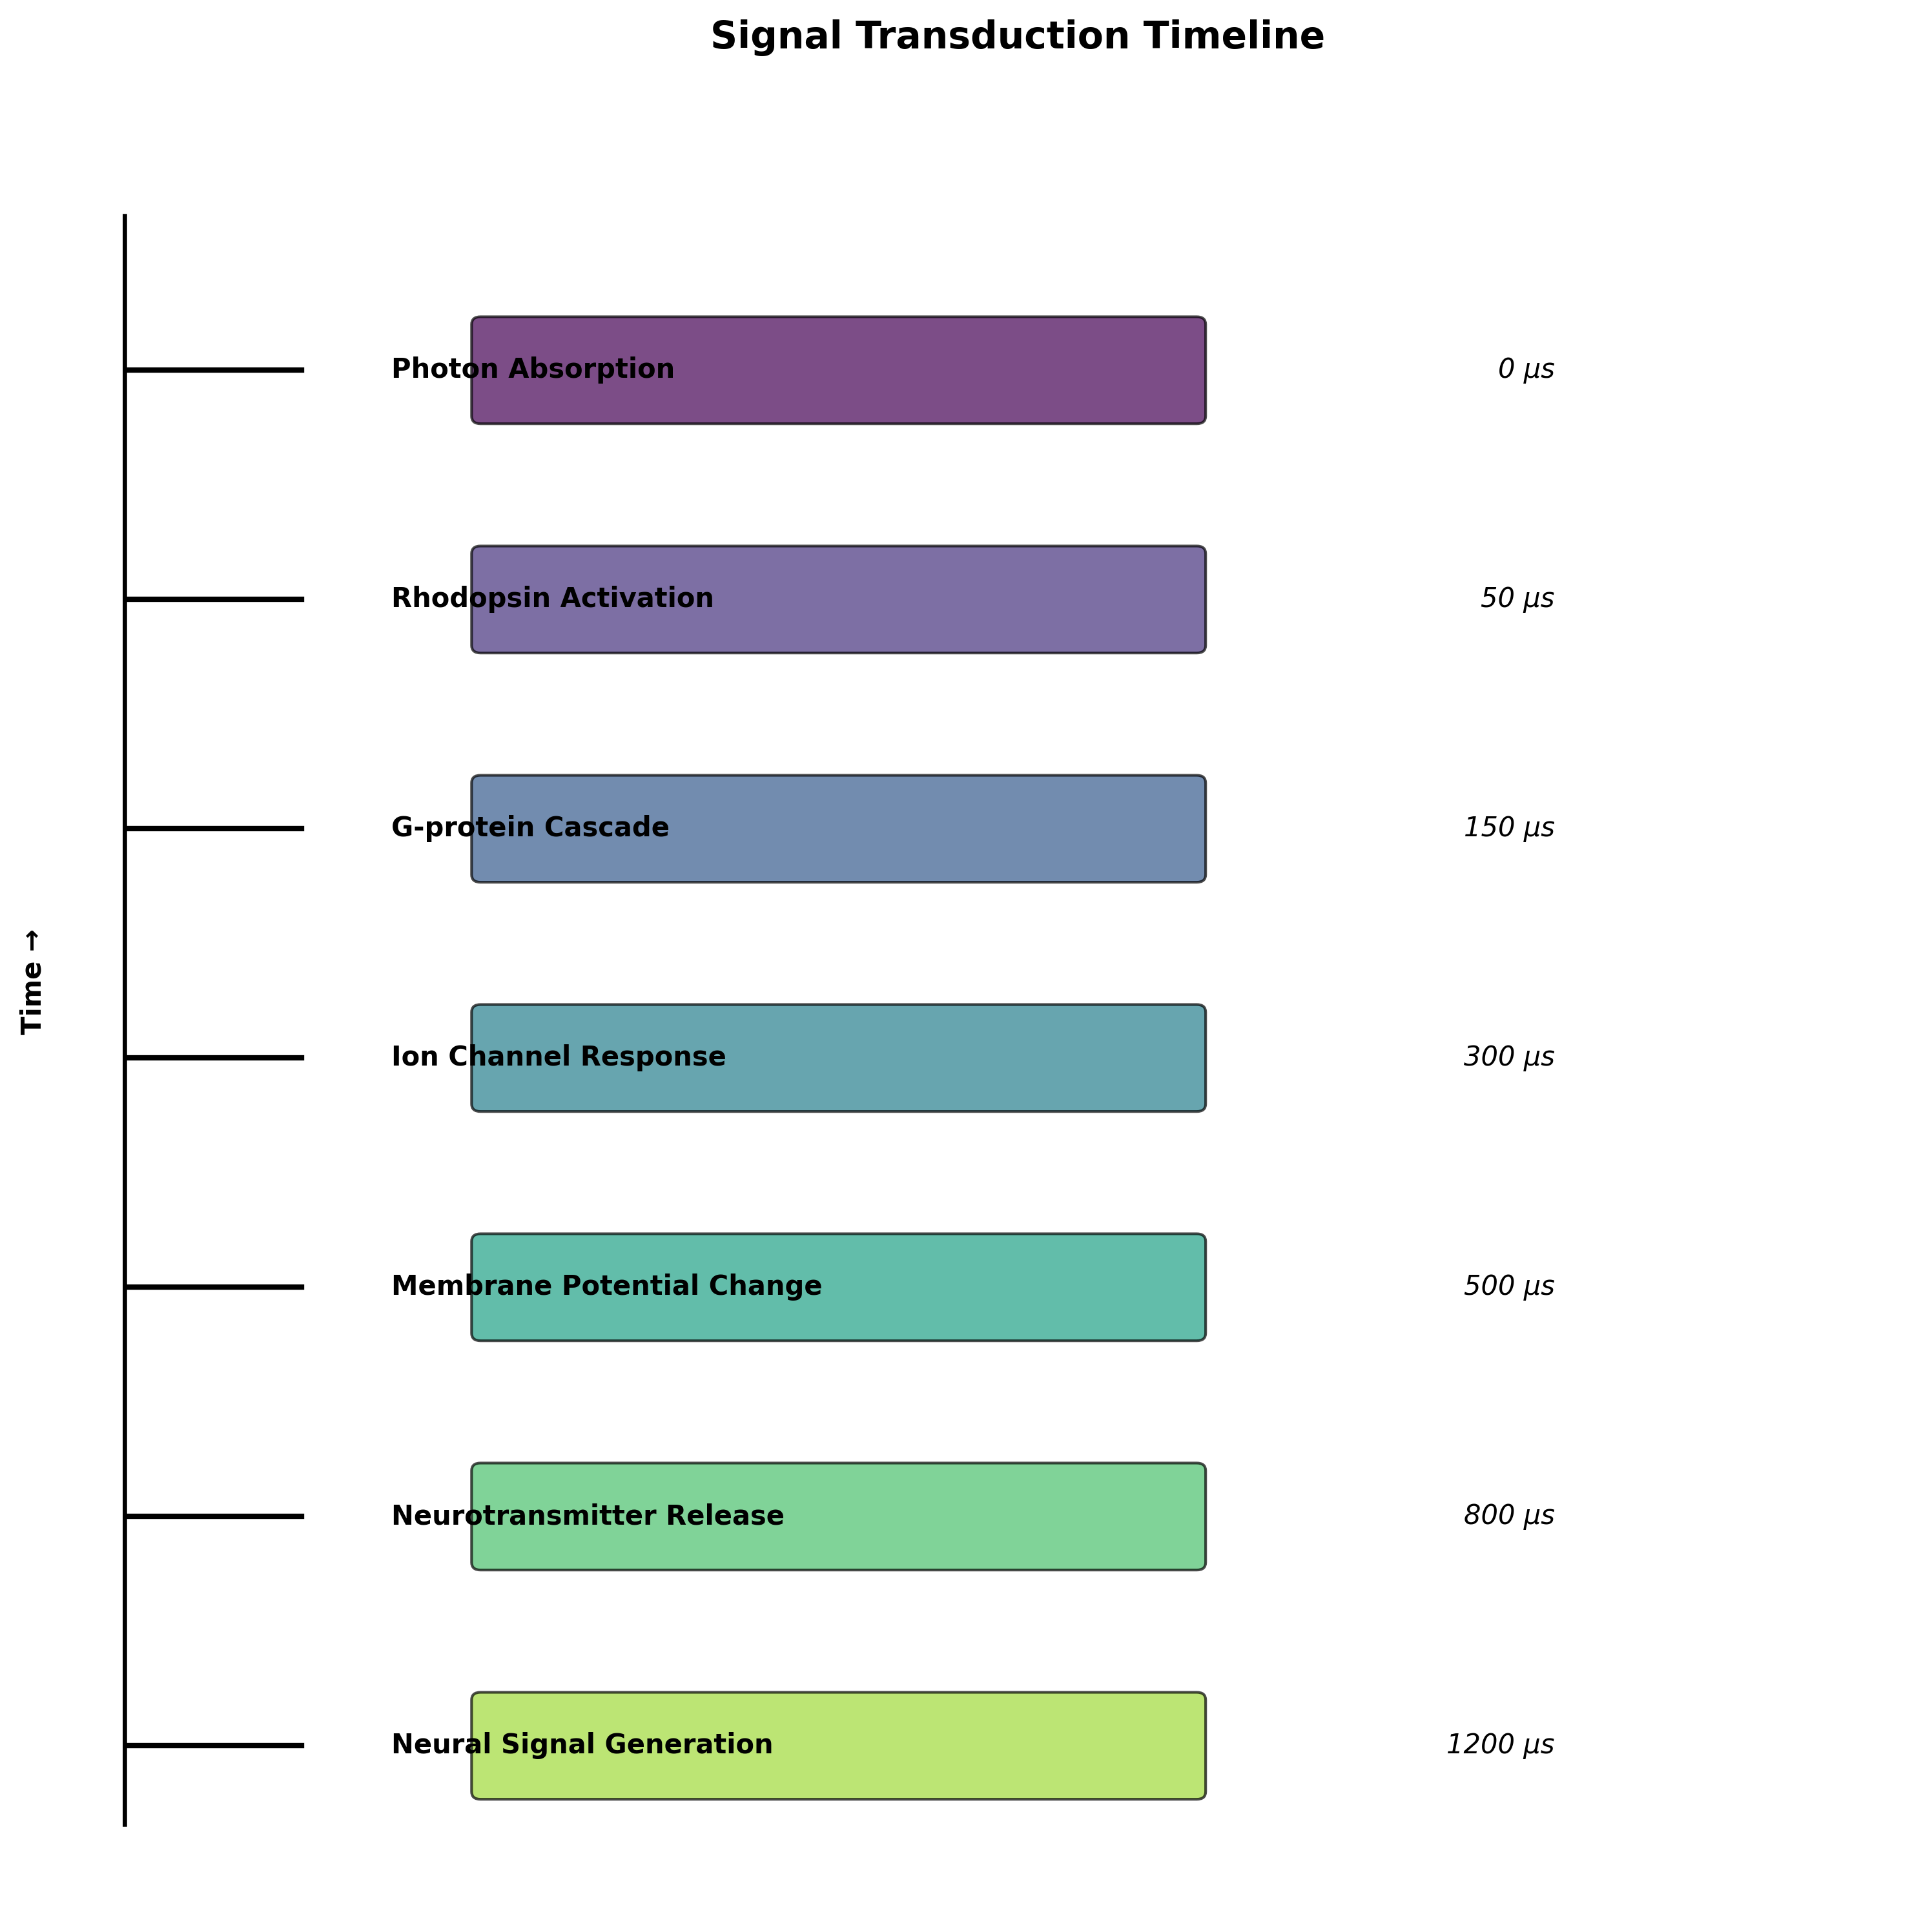 Signal Transduction Timeline
Photon Absorption 0 µs
Rhodopsin Activation 50 µs
G-protein Cascade 150 µs
Time →
Ion Channel Response 300 µs
Membrane Potential Change 500 µs
Neurotransmitter Release 800 µs
Neural Signal Generation 1200 µs